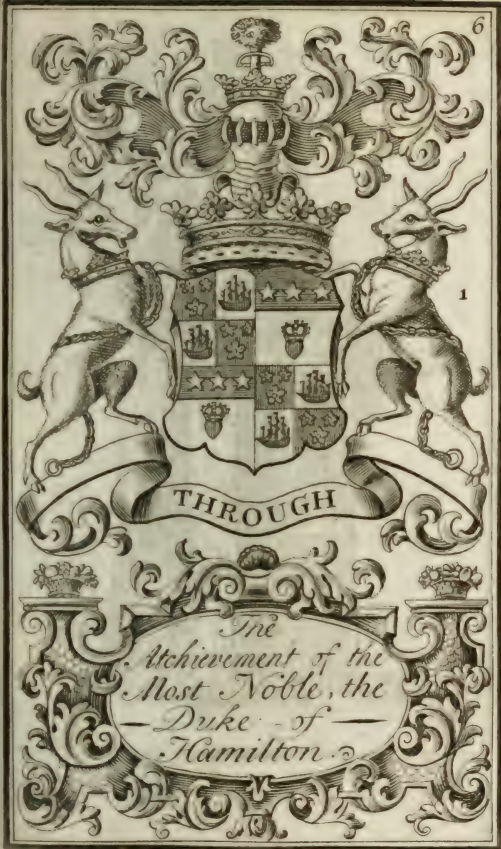 6
1
THROUGH
The
Atchievement of the
Most Noble, the
— Duke - of —
Hamilton